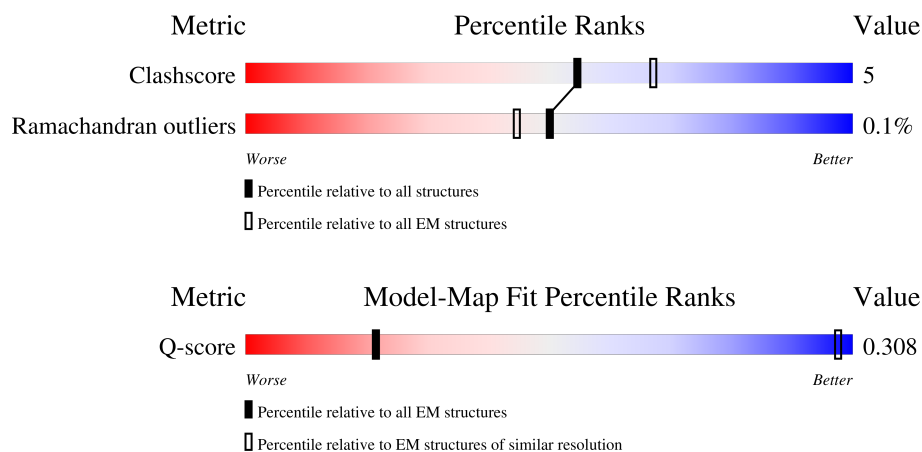 Metric Percentile Ranks Value
Clashscore 5
Ramachandran outliers 0.1%
Worse Better
Percentile relative to all structures
Percentile relative to all EM structures
Metric Model-Map Fit Percentile Ranks Value
Q-score 0.308
Worse Better
Percentile relative to all EM structures
Percentile relative to EM structures of similar resolution